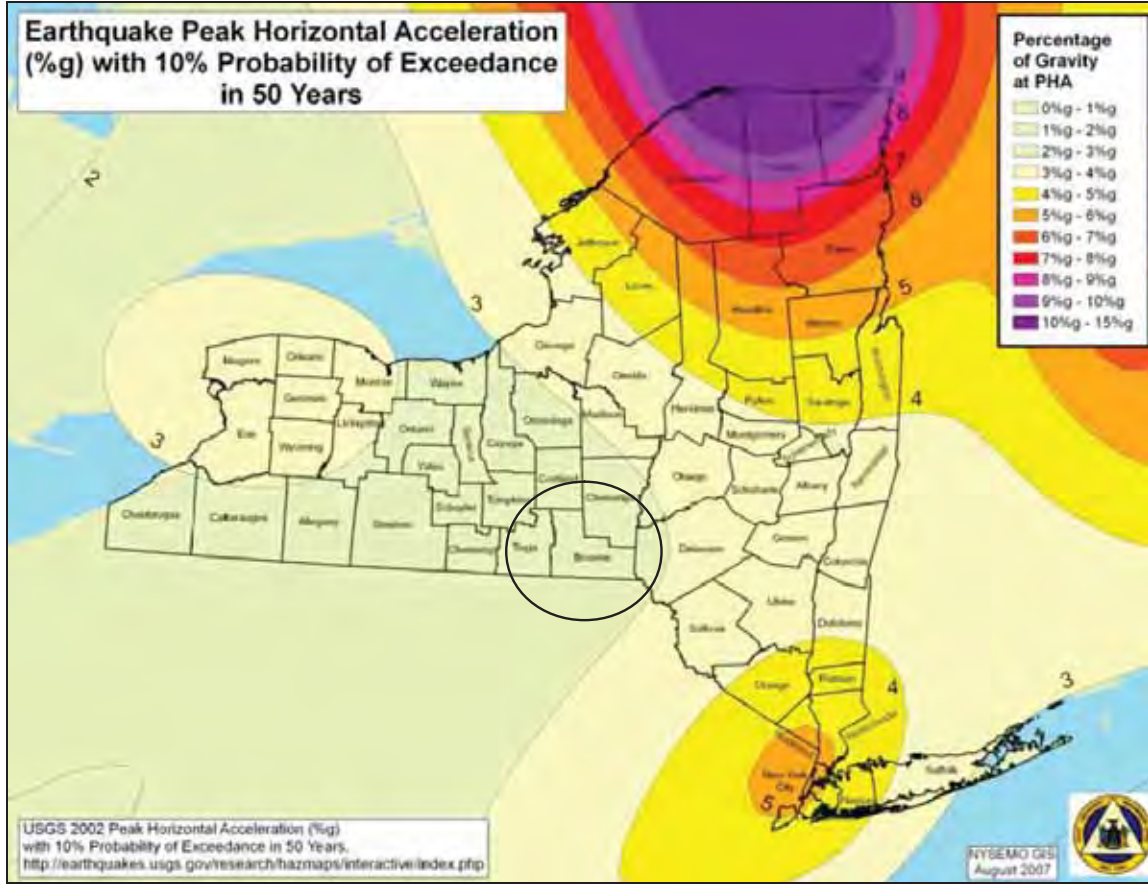 Earthquake Peak Horizontal Acceleration
(%g) with 10% Probability of Exceedance
in 50 Years
Percentage
of Gravity
at PHA
0%g - 1%g
1%g - 2%g
2%g - 3%g
3%g - 4%g
4%g - 5%g
5%g - 6%g
6%g - 7%g
7%g - 8%g
8%g - 9%g
9%g - 10%g
10%g - 15%g
10
9
8
7
6
5
4
2
3
3
Jefferson
Lewis
Essex
Hamilton
Warren
Washington
Oswego
Oneida
Herkimer
Fulton
Saratoga
Niagara
Orleans
Monroe
Wayne
Genesee
Erie
Wyoming
Livingston
Ontario
Seneca
Yates
Cayuga
Onondaga
Madison
Montgomery
Otsego
Schoharie
Albany
Rensselaer
Cortland
Chenango
Chautauqua
Cattaraugus
Allegany
Steuben
Schuyler
Tompkins
Chemung
Tioga
Broome
Delaware
Greene
Columbia
Ulster
Dutchess
Sullivan
Orange
Putnam
4
3
Westchester
New York
City
5
Nassau
Suffolk
USGS 2002 Peak Horizontal Acceleration (%g)
with 10% Probability of Exceedance in 50 Years.
http://earthquakes.usgs.gov/research/hazmaps/interactive/index.php
NYSEMO GIS
August 2007